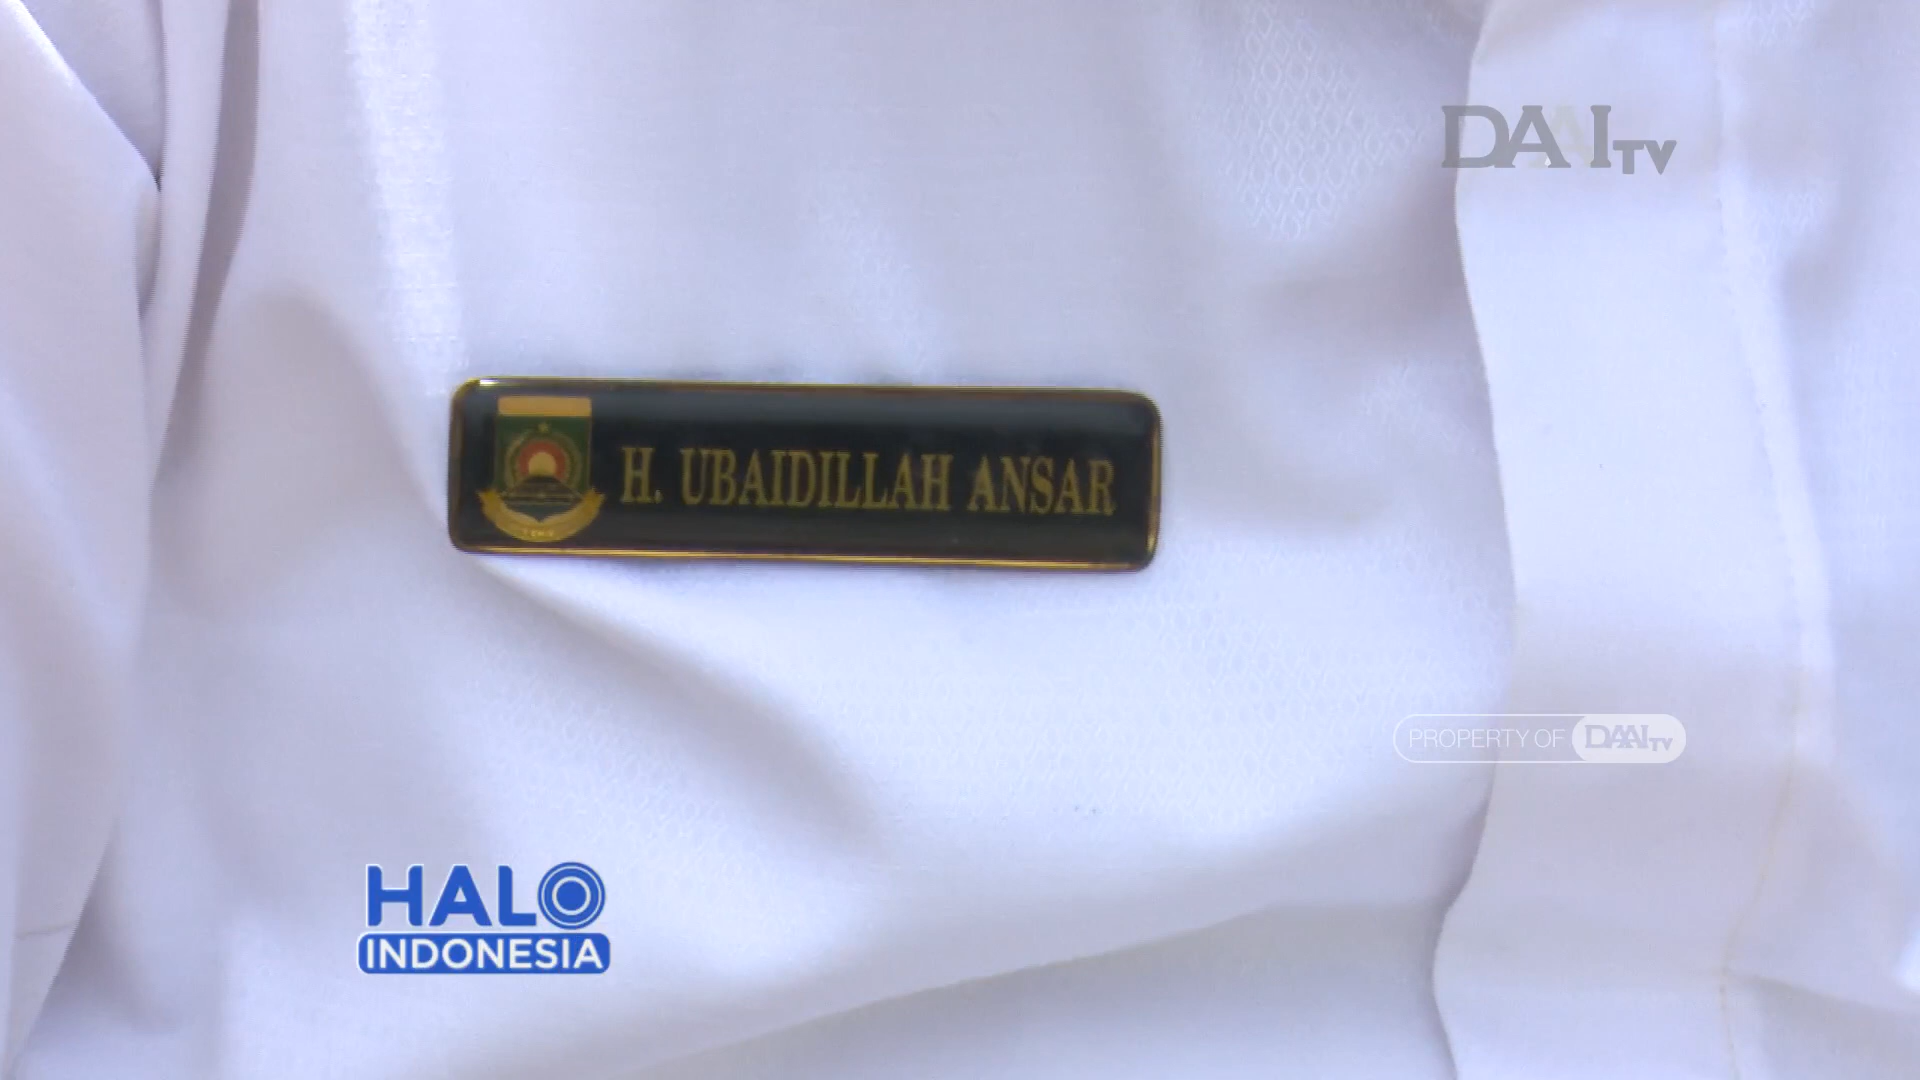 DAAI TV
H. UBAIDILLAH ANSAR
PROPERTY OF DAAI TV
HALO
INDONESIA